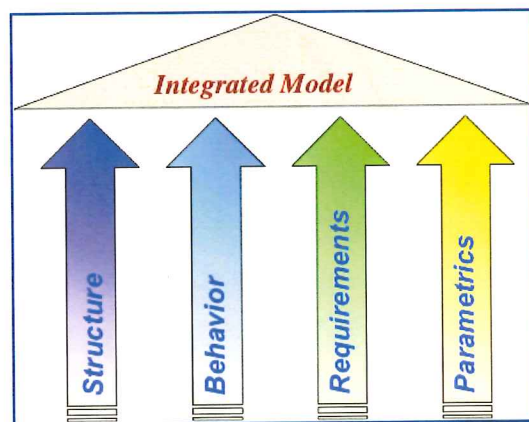 Integrated Model
Structure
Behavior
Requirements
Parametrics